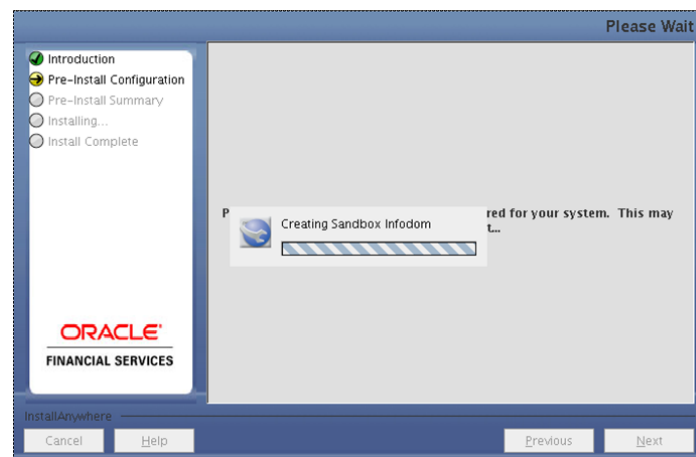 Please Wait
Introduction
Pre-Install Configuration
Pre-Install Summary
Installing...
Install Complete
P
Creating Sandbox Infodom
red for your system. This may
t...
ORACLE'
FINANCIAL SERVICES
InstallAnywhere
Cancel
Help
Previous
Next